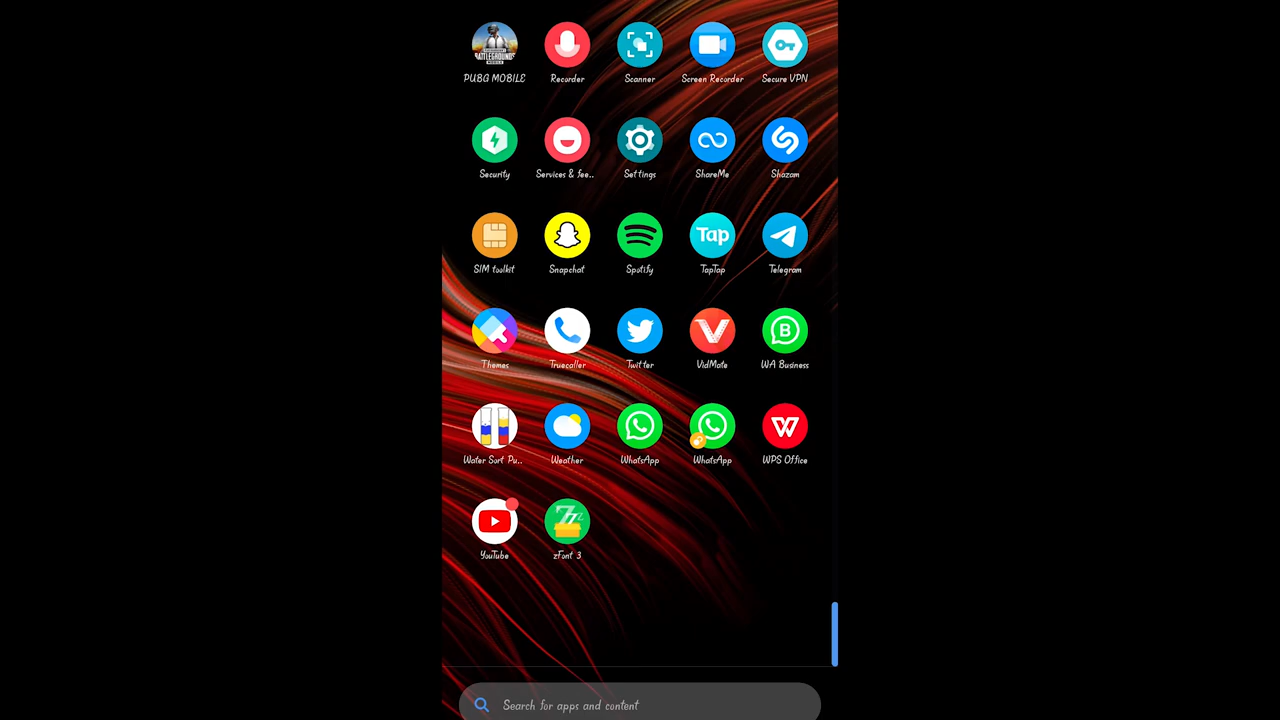 PUBG MOBILE
Recorder
Scanner
Screen Recorder
Secure VPN
Security
Services & fee..
Settings
ShareMe
Shazam
Tap
SIM toolkit
Snapchat
Spotify
TapTap
Telegram
B
Themes
Truecaller
Twitter
VidMate
WA Business
Water Sort Pu..
Weather
WhatsApp
WhatsApp
WPS Office
YouTube
zFont 3
Search for apps and content